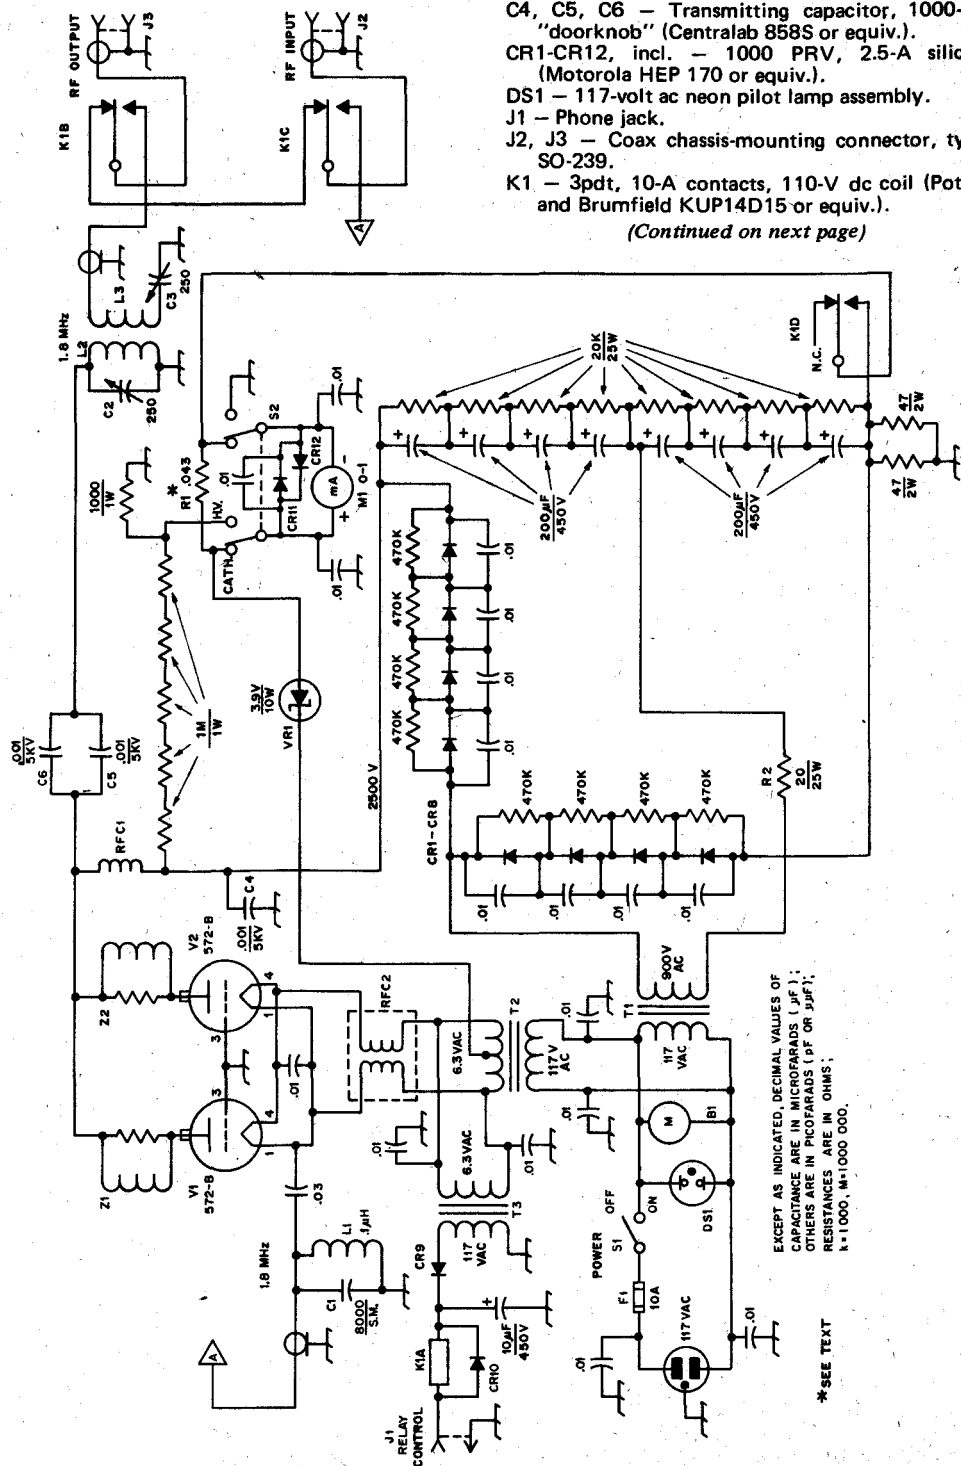 C4, C5, C6 — Transmitting capacitor, 1000-
"doorknob" (Centralab 858S or equiv.).
CR1-CR12, incl. — 1000 PRV, 2.5-A silic
(Motorola HEP 170 or equiv.).
DS1 — 117-volt ac neon pilot lamp assembly.
J1 — Phone jack.
J2, J3 — Coax chassis-mounting connector, ty
SO-239.
K1 — 3pdt, 10-A contacts, 110-V dc coil (Pot
and Brumfield KUP14D15 or equiv.).
(Continued on next page)
RF OUTPUT
J3
RF INPUT
J2
K1B
K1C
A
1.8 MHz
L2
L3
C2
250
C3
250
1000
1W
R1 .043
*
H.V.
CATH.
S2
.01
CR11
CR12
mA
+
-
M1 0-1
.01
.01
.001
5KV
C6
.001
5KV
C5
1M
1W
RFC1
3.9V
10W
VR1
2500 V
.001
5KV
C4
Z1
Z2
V1
572-B
V2
572-B
3
3
4
1
4
1
.01
.03
RFC2
1.8 MHz
L1
.1µH
C1
8000
S.M.
A
20K
25W
N.C.
K1D
+
+
+
+
+
+
+
+
200µF
450V
200µF
450V
47
2W
47
2W
470K
470K
470K
470K
.01
.01
.01
.01
CR1-CR8
470K
470K
470K
470K
.01
.01
.01
.01
R2
20
25W
900V
AC
T1
117
VAC
6.3VAC
T2
117V
AC
.01
.01
.01
.01
6.3VAC
T3
117
VAC
CR9
K1A
CR10
+
10µF
450V
J1
RELAY
CONTROL
POWER
OFF
ON
S1
F1
10A
DS1
M
B1
117 VAC
.01
.01
EXCEPT AS INDICATED, DECIMAL VALUES OF
CAPACITANCE ARE IN MICROFARADS (µF);
OTHERS ARE IN PICOFARADS (pF OR µµF);
RESISTANCES ARE IN OHMS;
k=1000, M=1000 000.
*SEE TEXT